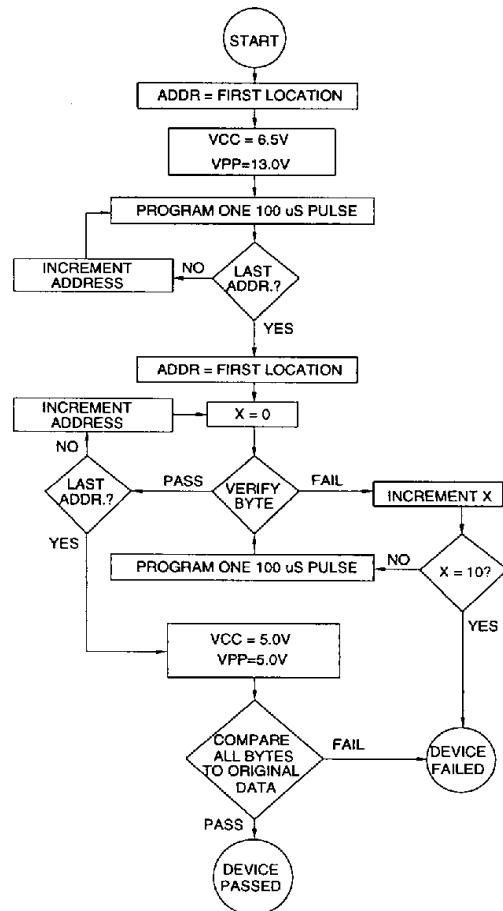 START
ADDR = FIRST LOCATION
VCC = 6.5V
VPP=13.0V
PROGRAM ONE 100 uS PULSE
INCREMENT
ADDRESS
NO
LAST
ADDR.?
YES
ADDR = FIRST LOCATION
INCREMENT
ADDRESS
X = 0
NO
LAST
ADDR.?
PASS
VERIFY
BYTE
FAIL
INCREMENT X
YES
PROGRAM ONE 100 uS PULSE
NO
X = 10?
YES
VCC = 5.0V
VPP=5.0V
COMPARE
ALL BYTES
TO ORIGINAL
DATA
FAIL
DEVICE
FAILED
PASS
DEVICE
PASSED